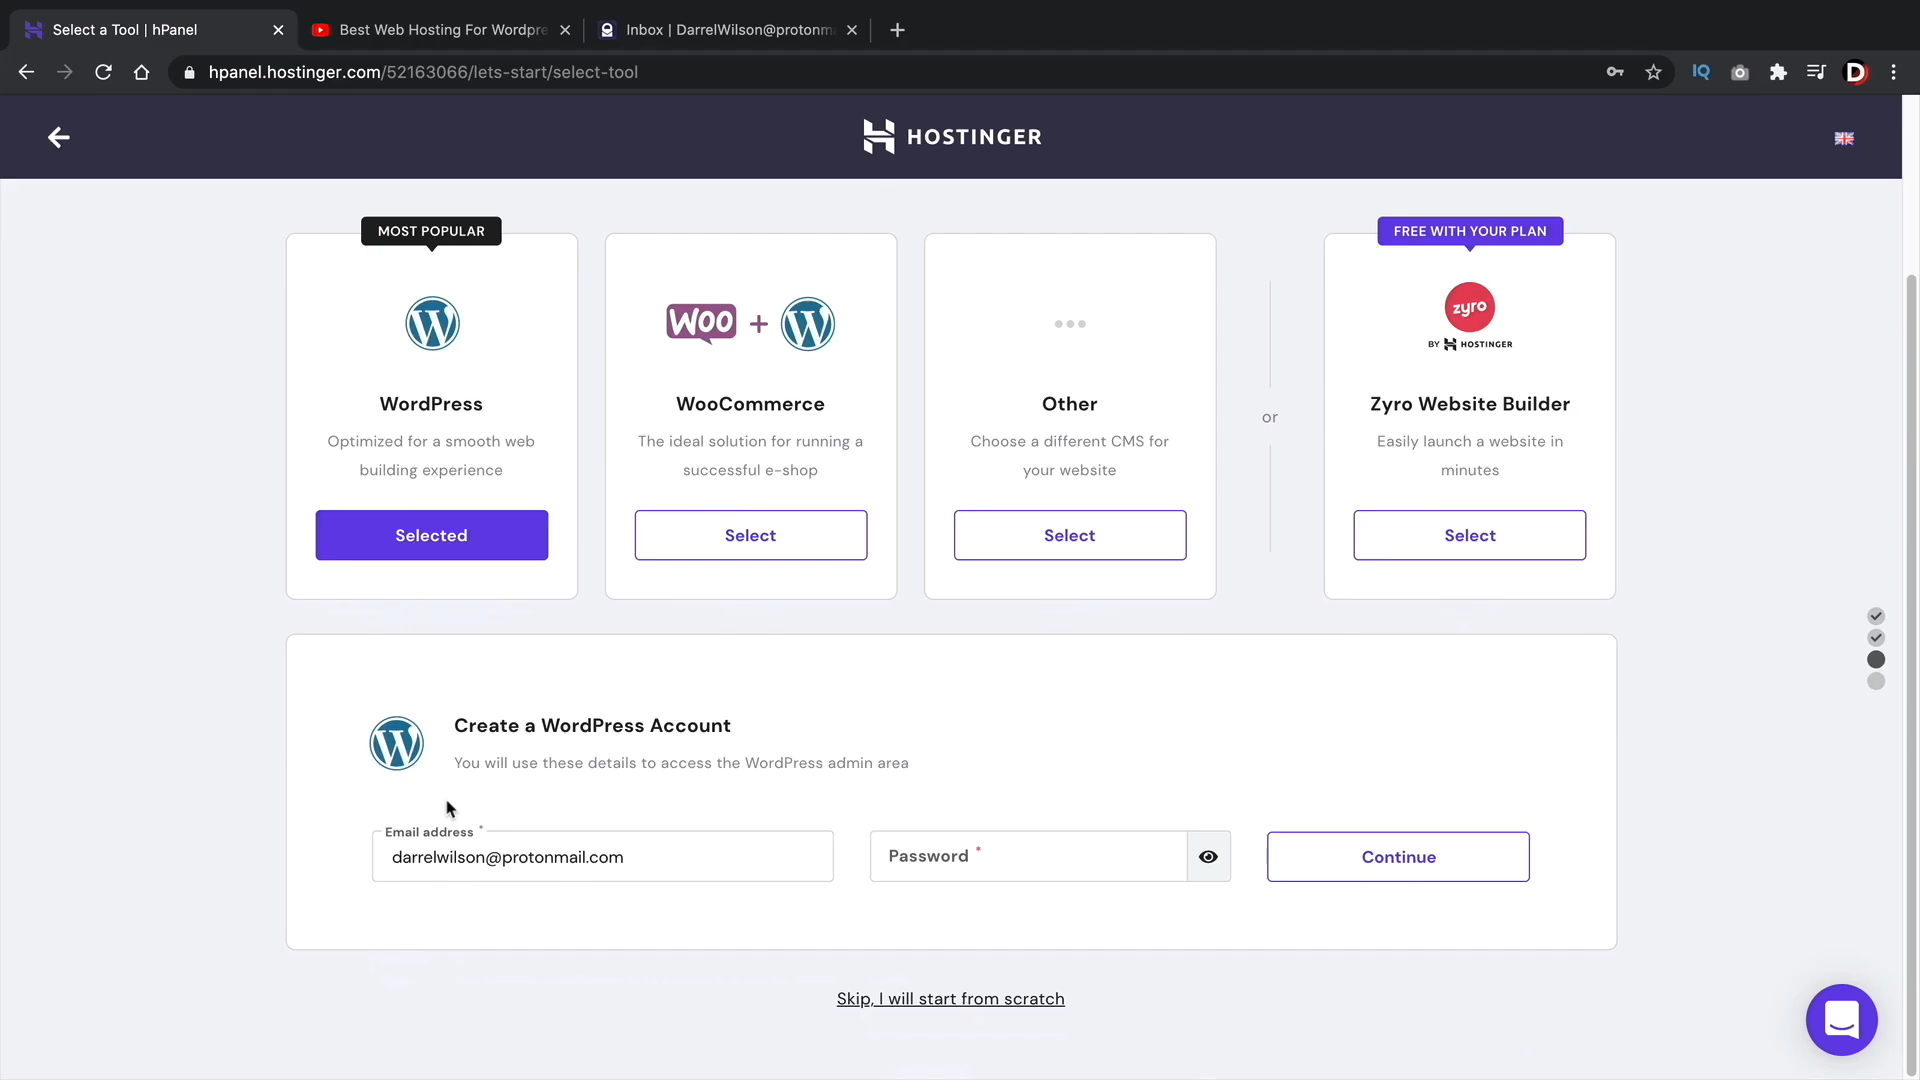 Select a Tool | hPanel
Best Web Hosting For Wordpre
Inbox | DarrelWilson@protonm
hpanel.hostinger.com/52163066/lets-start/select-tool
IQ
D
HOSTINGER
MOST POPULAR
FREE WITH YOUR PLAN
WOO + W
W
zyro
BY HOSTINGER
WordPress
WooCommerce
Other
or
Zyro Website Builder
Optimized for a smooth web
building experience
The ideal solution for running a
successful e-shop
Choose a different CMS for
your website
Easily launch a website in
minutes
Selected
Select
Select
Select
W
Create a WordPress Account
You will use these details to access the WordPress admin area
Email address *
darrelwilson@protonmail.com
Password *
Continue
Skip, I will start from scratch